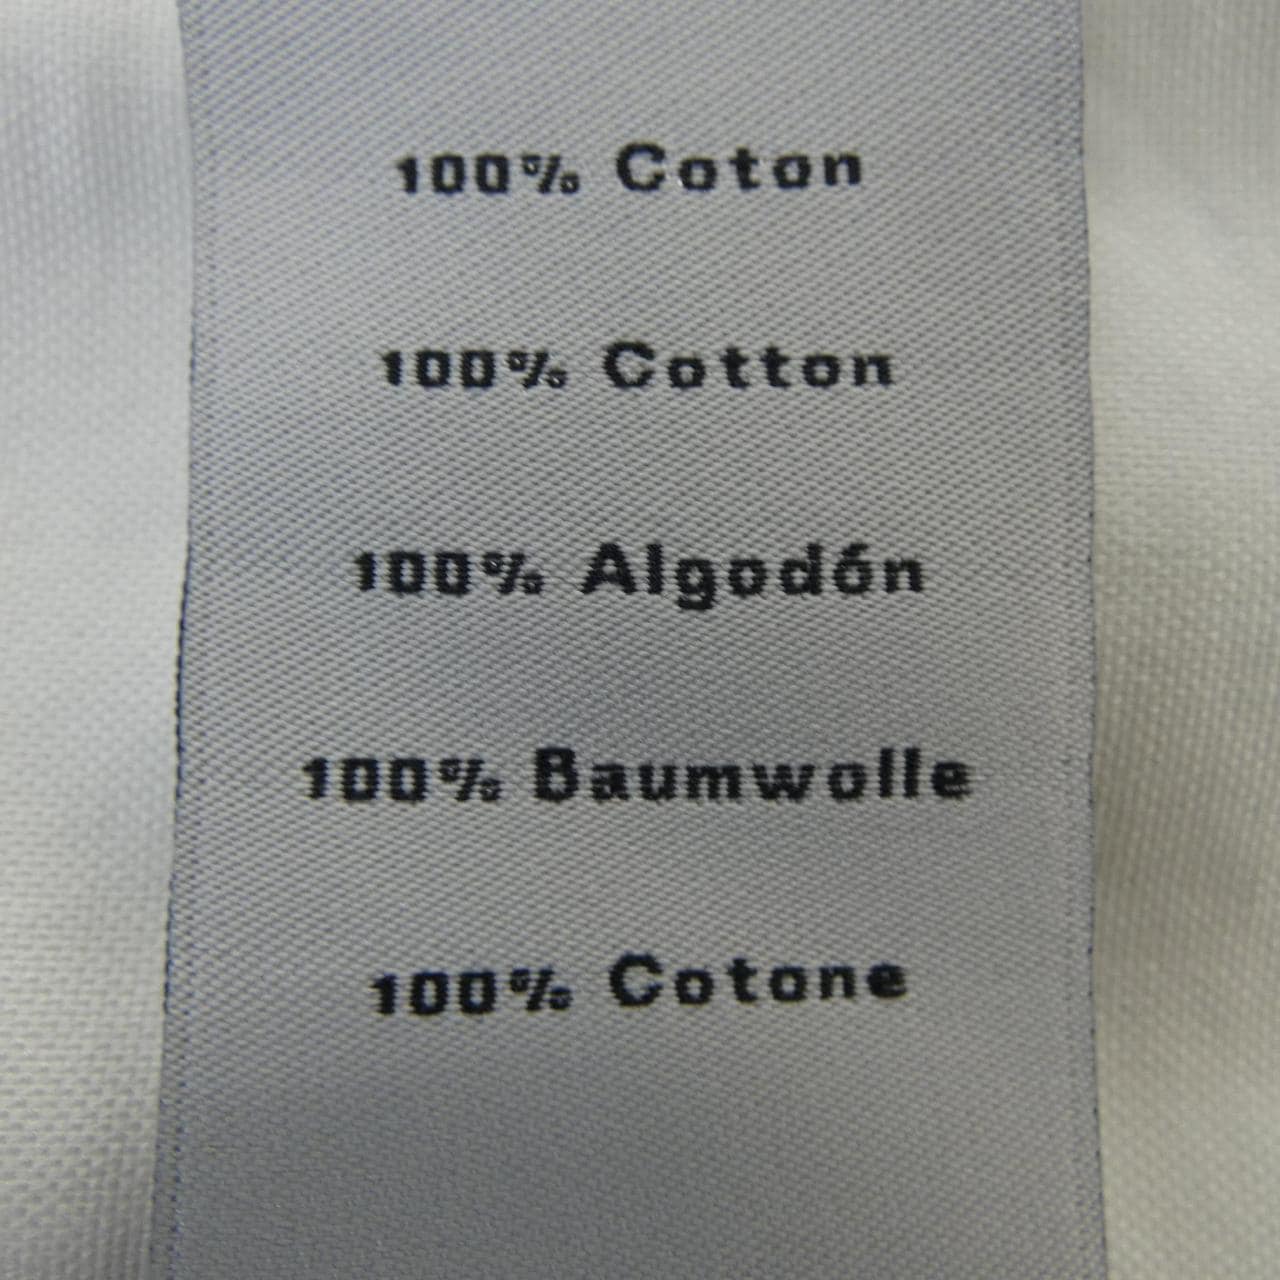 100% Coton
100% Cotton
100% Algodón
100% Baumwolle
100% Cotone